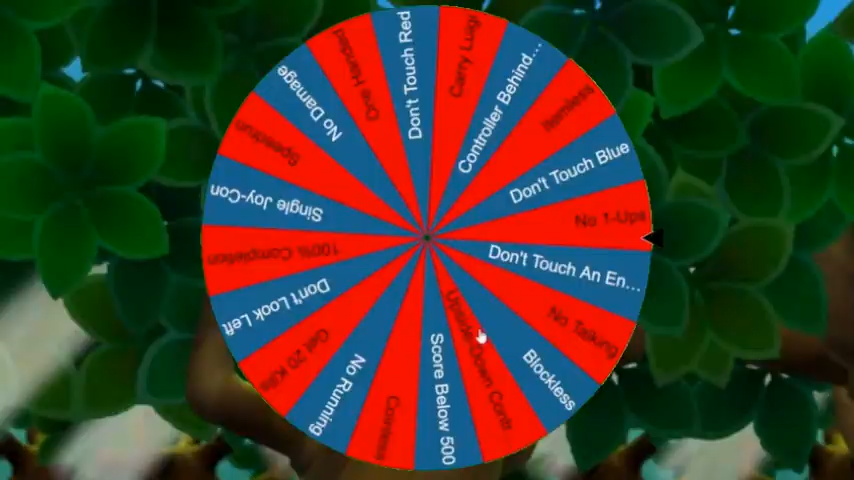 Don't Touch Red
Carry Luigi
Controller Behind...
Itemless
Don't Touch Blue
No 1-Ups
Don't Touch An En...
No Talking
Blockless
Upside-Down Contr
Score Below 500
Coinless
No Running
Get 20 Kills
Don't Look Left
100% Completion
Single Joy-Con
Speedrun
No Damage
One Handed